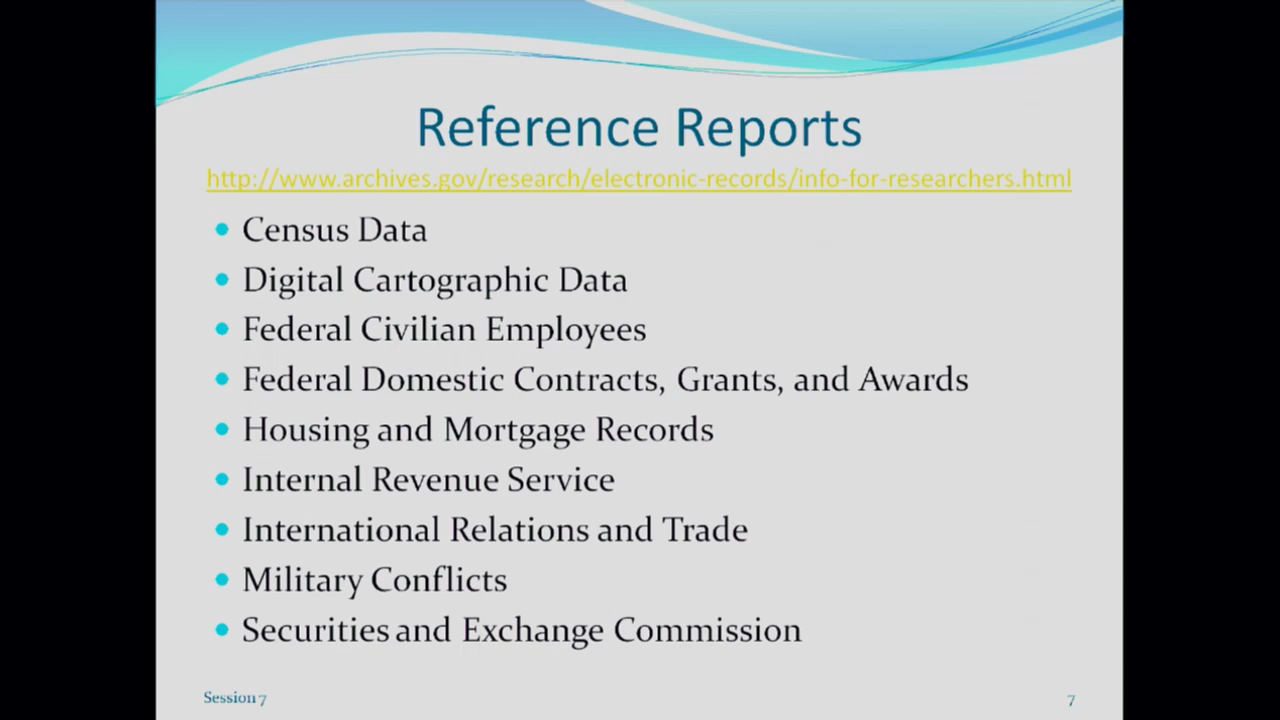 Reference Reports
http://www.archives.gov/research/electronic-records/info-for-researchers.html
Census Data
Digital Cartographic Data
Federal Civilian Employees
Federal Domestic Contracts, Grants, and Awards
Housing and Mortgage Records
Internal Revenue Service
International Relations and Trade
Military Conflicts
Securities and Exchange Commission
Session 7
7